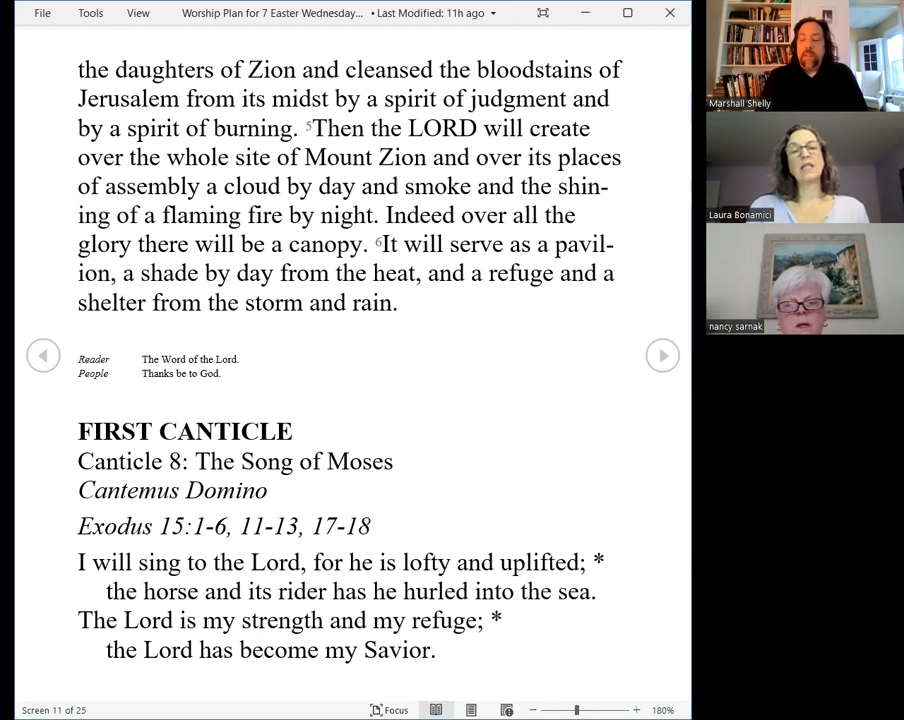 File Tools Worship Plan for 7 Easter Wednesday... • Last Modified: 11h ago
the daughters of Zion and cleansed the bloodstains of
Jerusalem from its midst by a spirit of judgment and
by a spirit of burning. 5Then the LORD will create
over the whole site of Mount Zion and over its places
of assembly a cloud by day and smoke and the shin-
ing of a flaming fire by night. Indeed over all the
glory there will be a canopy. 6It will serve as a pavil-
ion, a shade by day from the heat, and a refuge and a
shelter from the storm and rain.
Reader The Word of the Lord.
People Thanks be to God.
FIRST CANTICLE
Canticle 8: The Song of Moses
Cantemus Domino
Exodus 15:1-6, 11-13, 17-18
I will sing to the Lord, for he is lofty and uplifted; *
the horse and its rider has he hurled into the sea.
The Lord is my strength and my refuge; *
the Lord has become my Savior.
Screen 11 of 25 Focus 180%
Marshall Shelly
Laura Bonamici
nancy sarnak